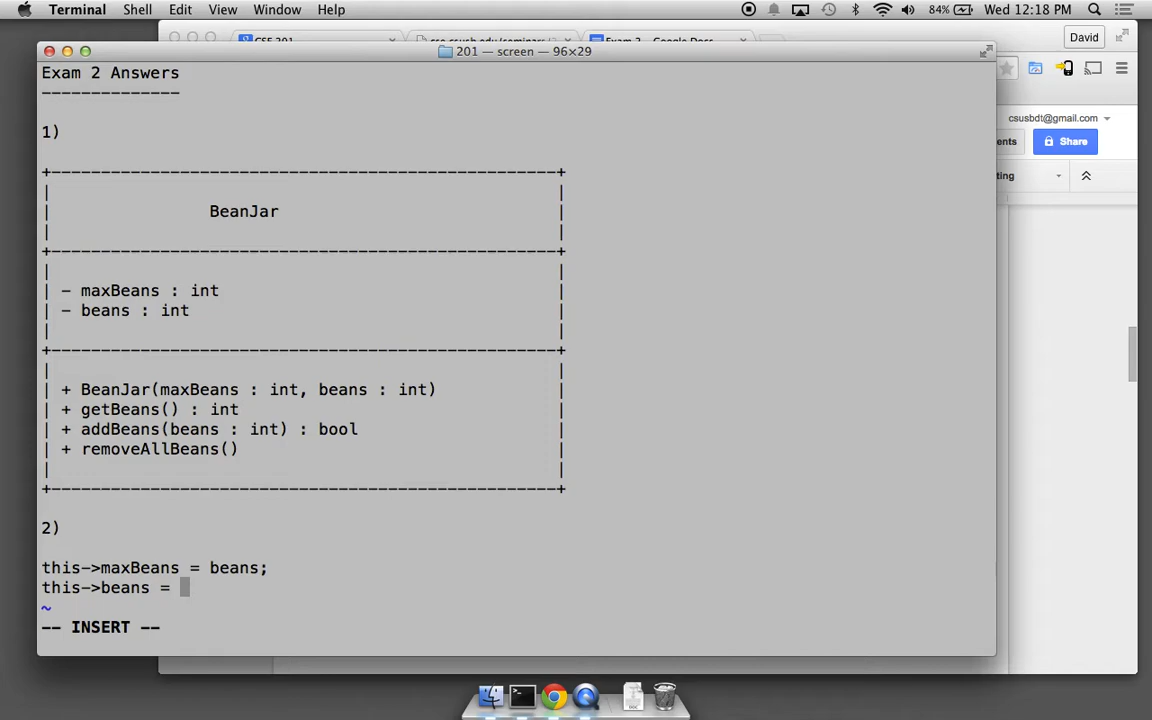 Terminal Shell Edit View Window Help 84% Wed 12:18 PM
David
201 — screen — 96×29
Exam 2 Answers
--------------
csusbdt@gmail.com
1)
ents Share
ting
+----------------------------------------------------+
| |
| BeanJar |
| |
+----------------------------------------------------+
| |
| - maxBeans : int |
| - beans : int |
| |
+----------------------------------------------------+
| |
| + BeanJar(maxBeans : int, beans : int) |
| + getBeans() : int |
| + addBeans(beans : int) : bool |
| + removeAllBeans() |
| |
+----------------------------------------------------+
2)
this->maxBeans = beans;
this->beans =
~
-- INSERT --